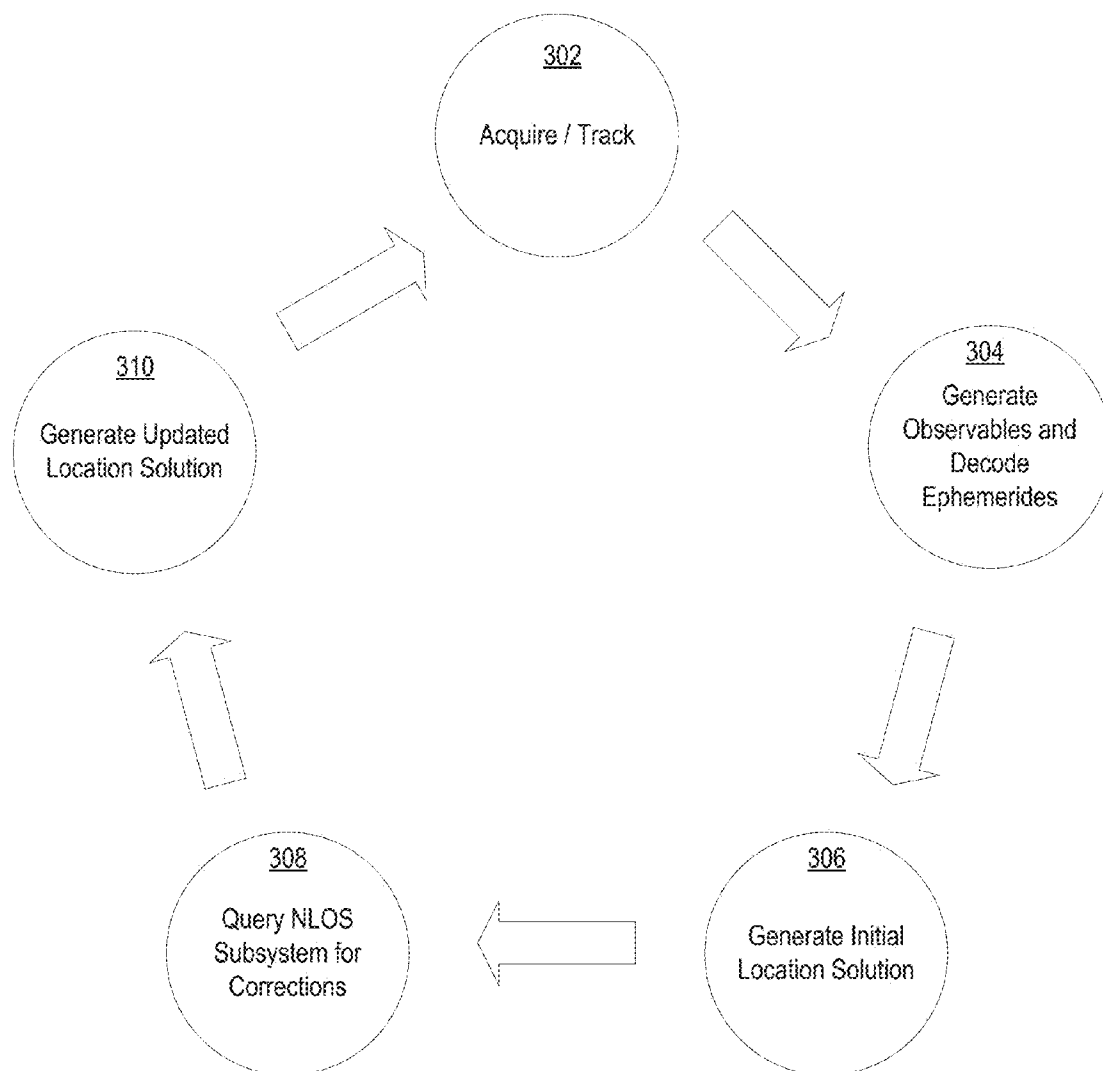 302
Acquire / Track
304
Generate
Observables and
Decode
Ephemerides
306
Generate Initial
Location Solution
308
Query NLOS
Subsystem for
Corrections
310
Generate Updated
Location Solution